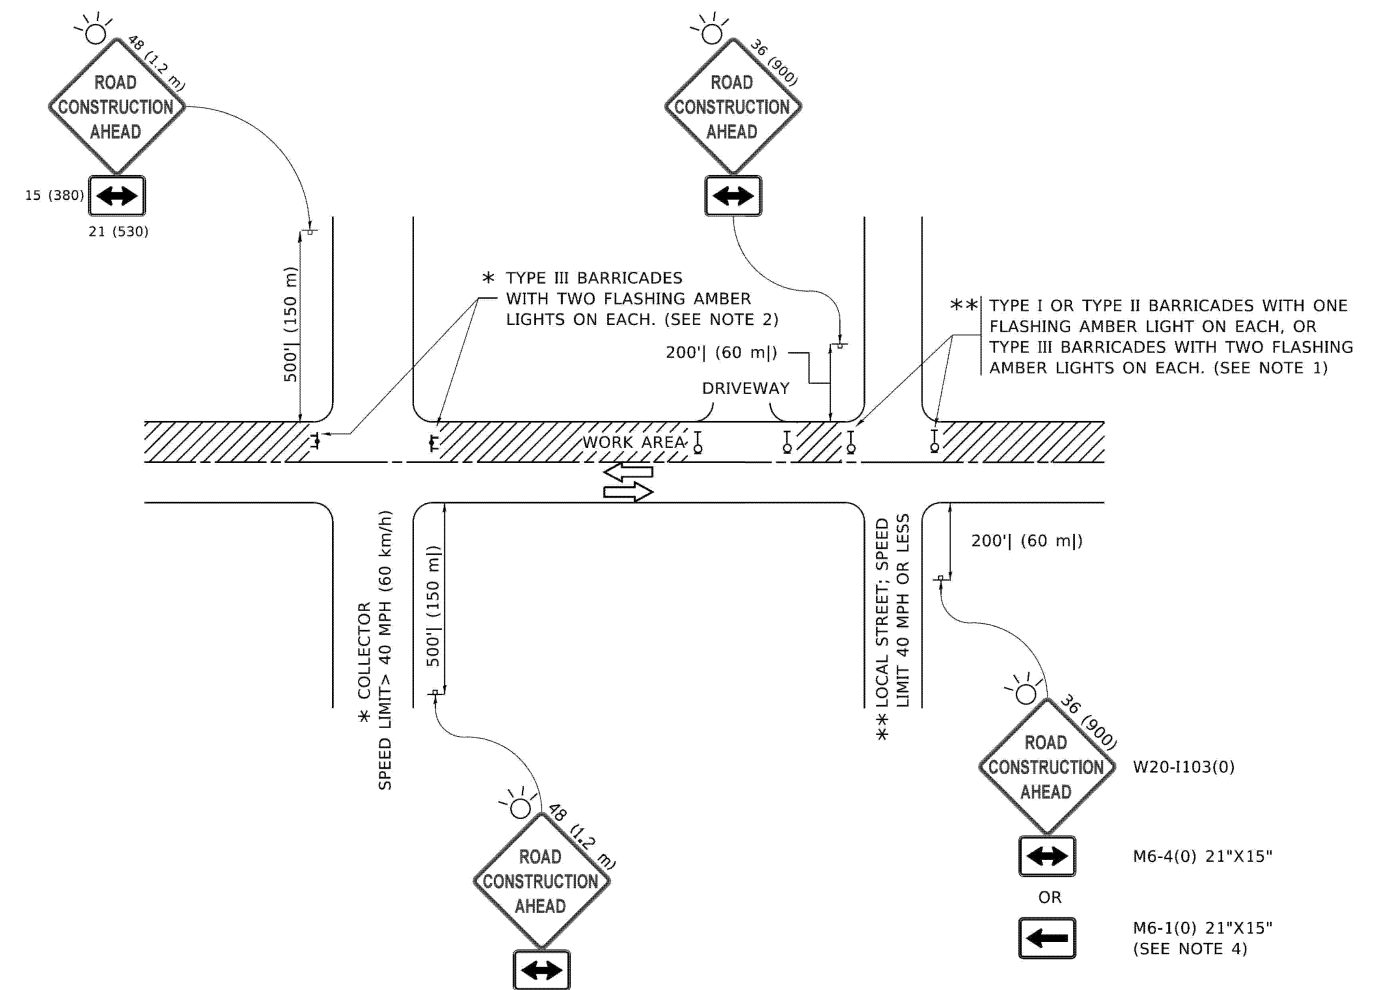 48 (1.2 m)
ROAD
CONSTRUCTION
AHEAD
15 (380)
21 (530)
36 (900)
ROAD
CONSTRUCTION
AHEAD
500'| (150 m)
* TYPE III BARRICADES
WITH TWO FLASHING AMBER
LIGHTS ON EACH. (SEE NOTE 2)
200'| (60 m|)
DRIVEWAY
** TYPE I OR TYPE II BARRICADES WITH ONE
FLASHING AMBER LIGHT ON EACH, OR
TYPE III BARRICADES WITH TWO FLASHING
AMBER LIGHTS ON EACH. (SEE NOTE 1)
WORK AREA
* COLLECTOR
SPEED LIMIT> 40 MPH (60 km/h)
500'| (150 m|)
** LOCAL STREET; SPEED
LIMIT 40 MPH OR LESS
200'| (60 m|)
48 (1.2 m)
ROAD
CONSTRUCTION
AHEAD
36 (900)
ROAD
CONSTRUCTION
AHEAD
W20-I103(0)
M6-4(0) 21"X15"
OR
M6-1(0) 21"X15"
(SEE NOTE 4)